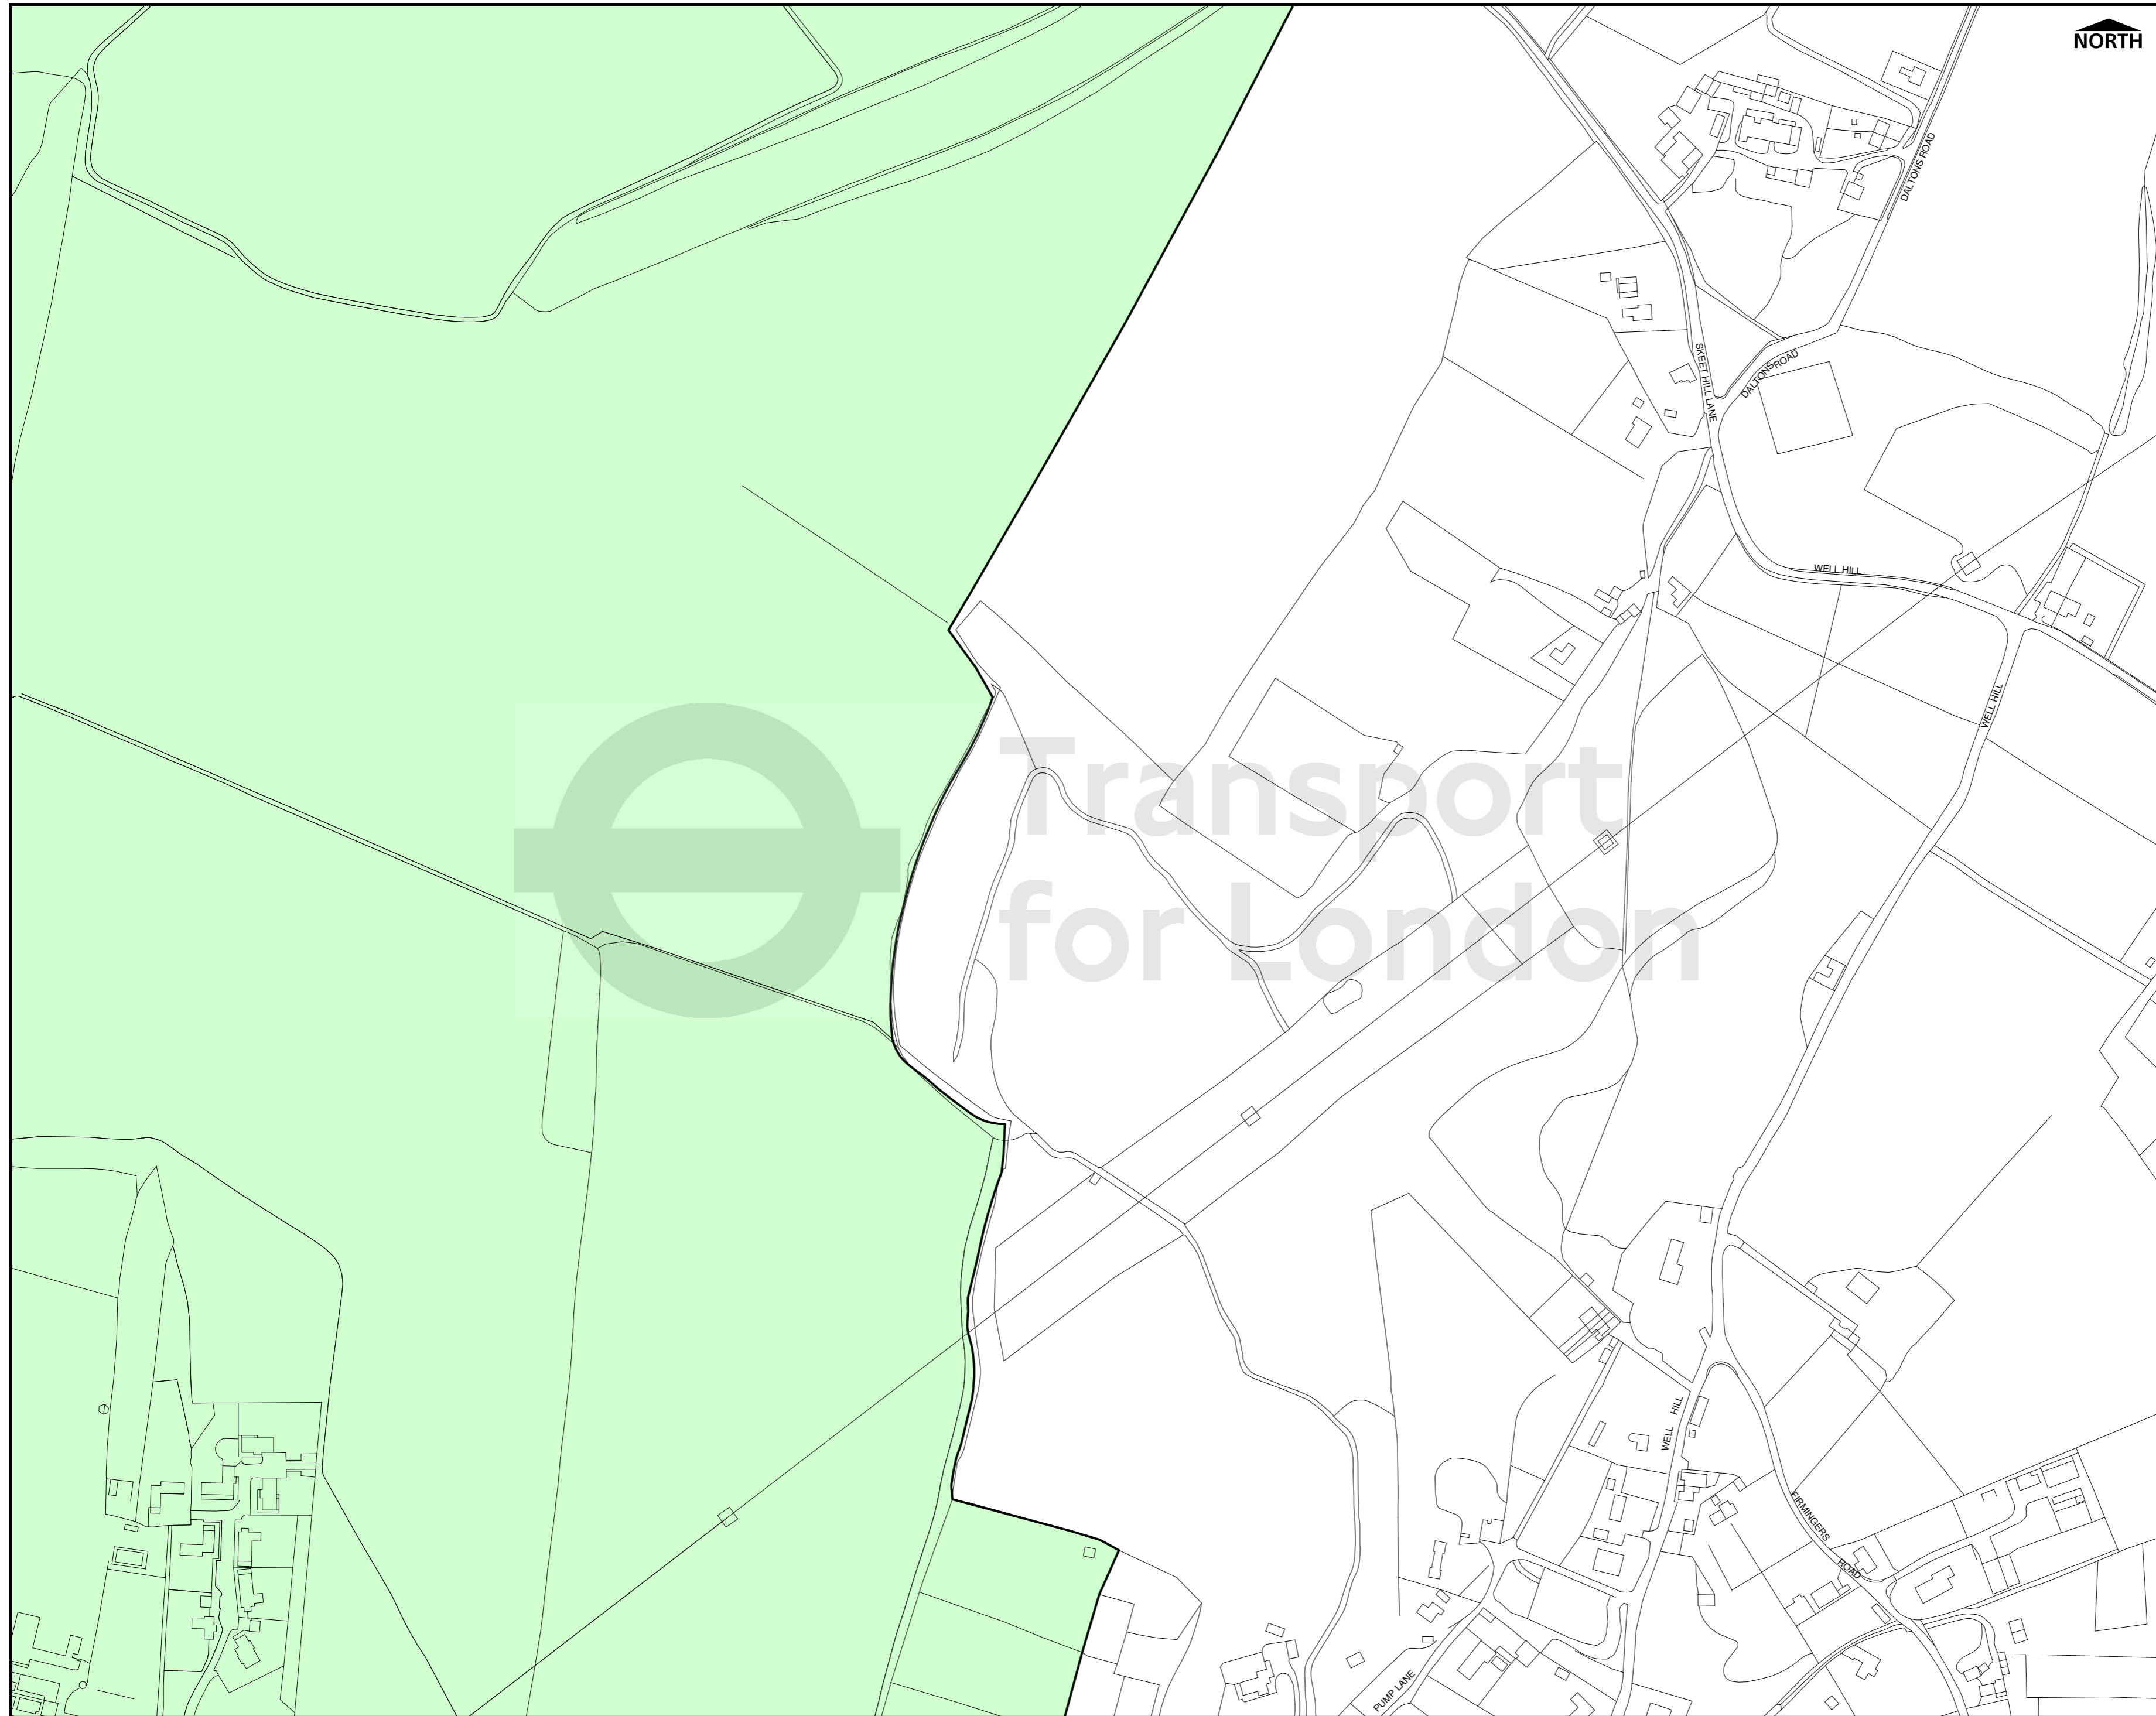 NORTH
DALTONS ROAD
SKEET HILL LANE
DALTONS ROAD
WELL HILL
WELL HILL
Transport
for London
WELL HILL
FIRMINGERS
ROAD
PUMP LANE